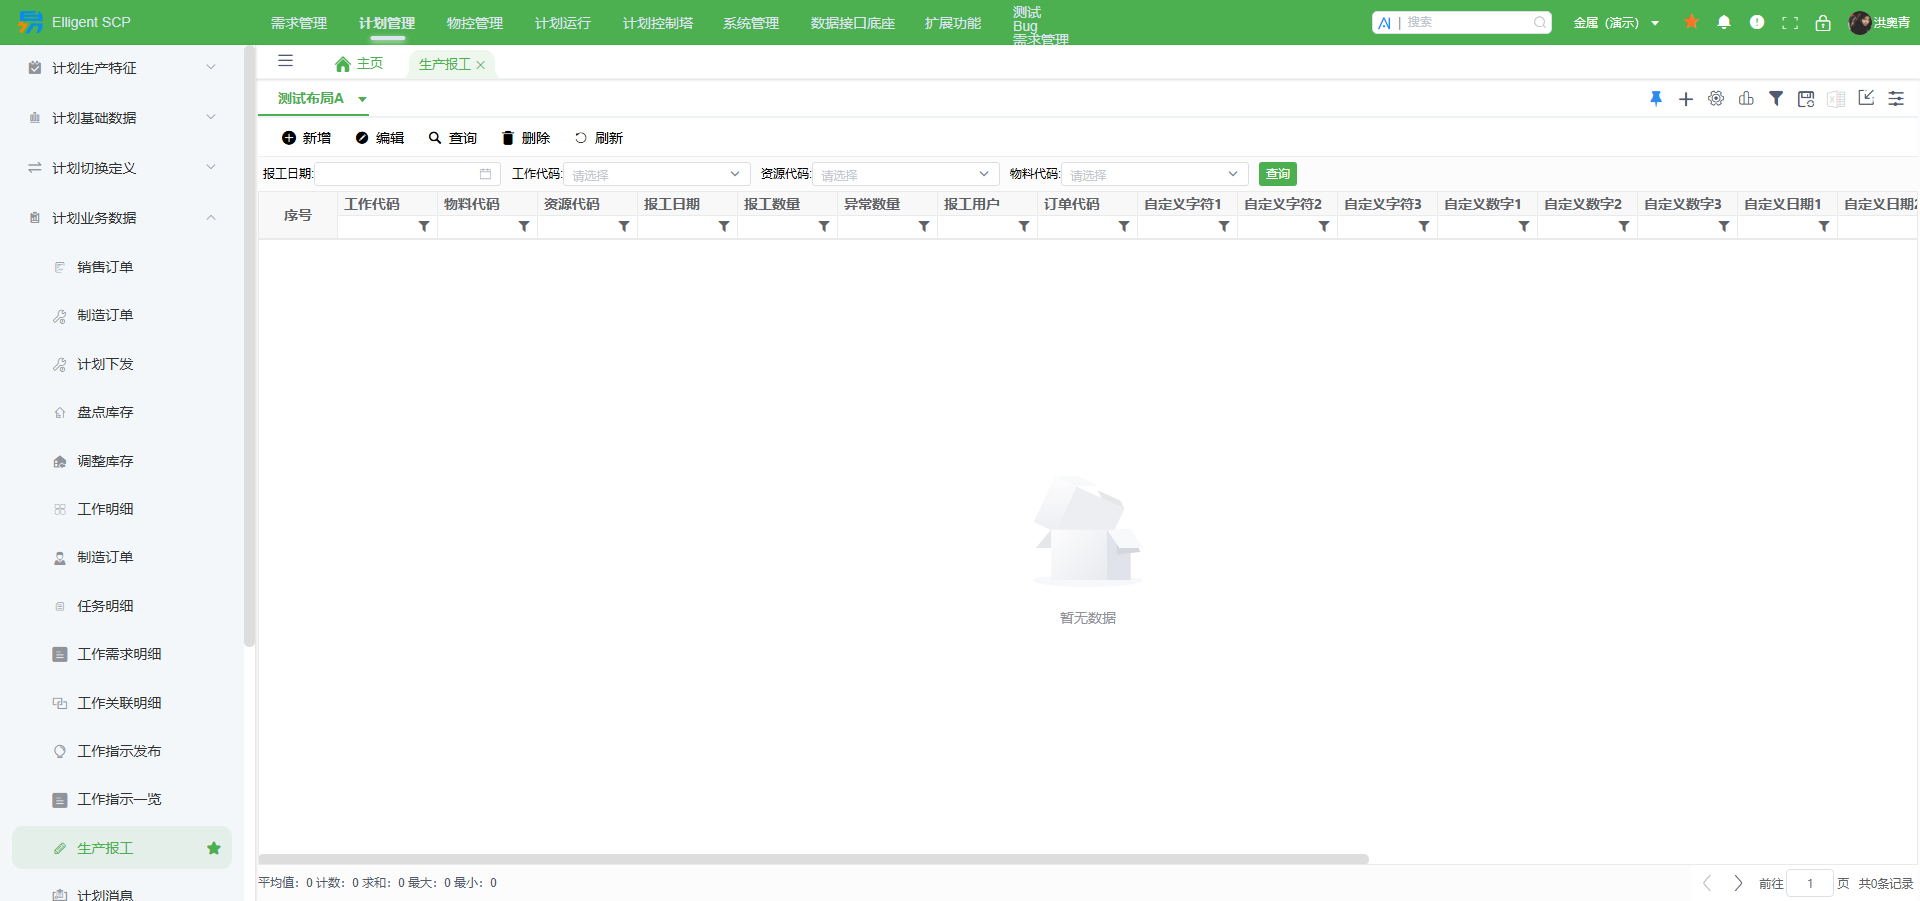 Elligent SCP
需求管理
计划管理
物控管理
计划运行
计划控制塔
系统管理
数据接口底座
扩展功能
测试
Bug
需求管理
搜索
金属（演示）
洪奥青
计划生产特征
计划基础数据
计划切换定义
计划业务数据
销售订单
制造订单
计划下发
盘点库存
调整库存
工作明细
制造订单
任务明细
工作需求明细
工作关联明细
工作指示发布
工作指示一览
生产报工
计划消息
主页
生产报工
测试布局A
新增 编辑 查询 删除 刷新
报工日期: 工作代码: 请选择 资源代码: 请选择 物料代码: 请选择 查询
序号 工作代码 物料代码 资源代码 报工日期 报工数量 异常数量 报工用户 订单代码 自定义字符1 自定义字符2 自定义字符3 自定义数字1 自定义数字2 自定义数字3 自定义日期1 自定义日期2
暂无数据
平均值：0 计数：0 求和：0 最大：0 最小：0
前往 1 页 共0条记录